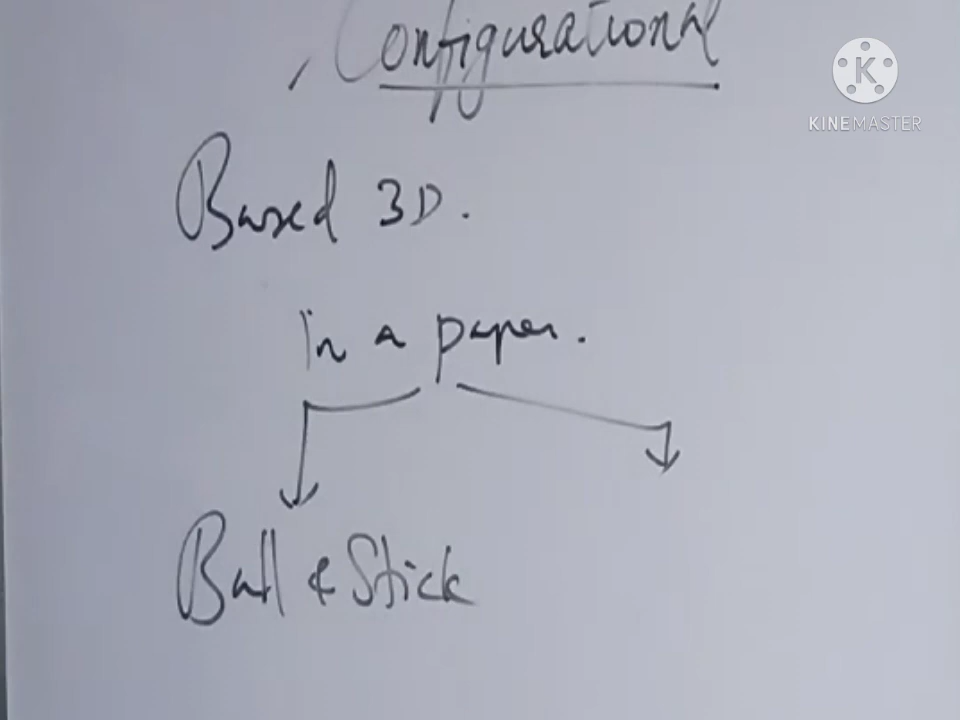 Configurational
K
KINEMASTER
Based 3D.
in a paper.
Ball & Stick